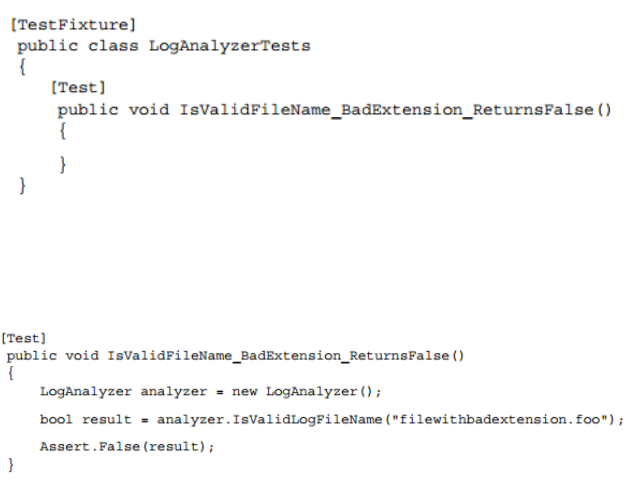 [TestFixture]
public class LogAnalyzerTests
{
[Test]
public void IsValidFileName_BadExtension_ReturnsFalse()
{
}
}
[Test]
public void IsValidFileName_BadExtension_ReturnsFalse()
{
LogAnalyzer analyzer = new LogAnalyzer();
bool result = analyzer.IsValidLogFileName("filewithbadextension.foo");
Assert.False(result);
}